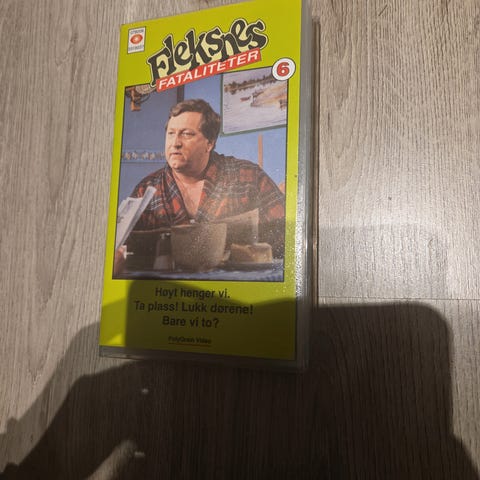 Fleksnes
FATALITETER
6
Høyt henger vi.
Ta plass! Lukk dørene!
Bare vi to?
PolyGram Video